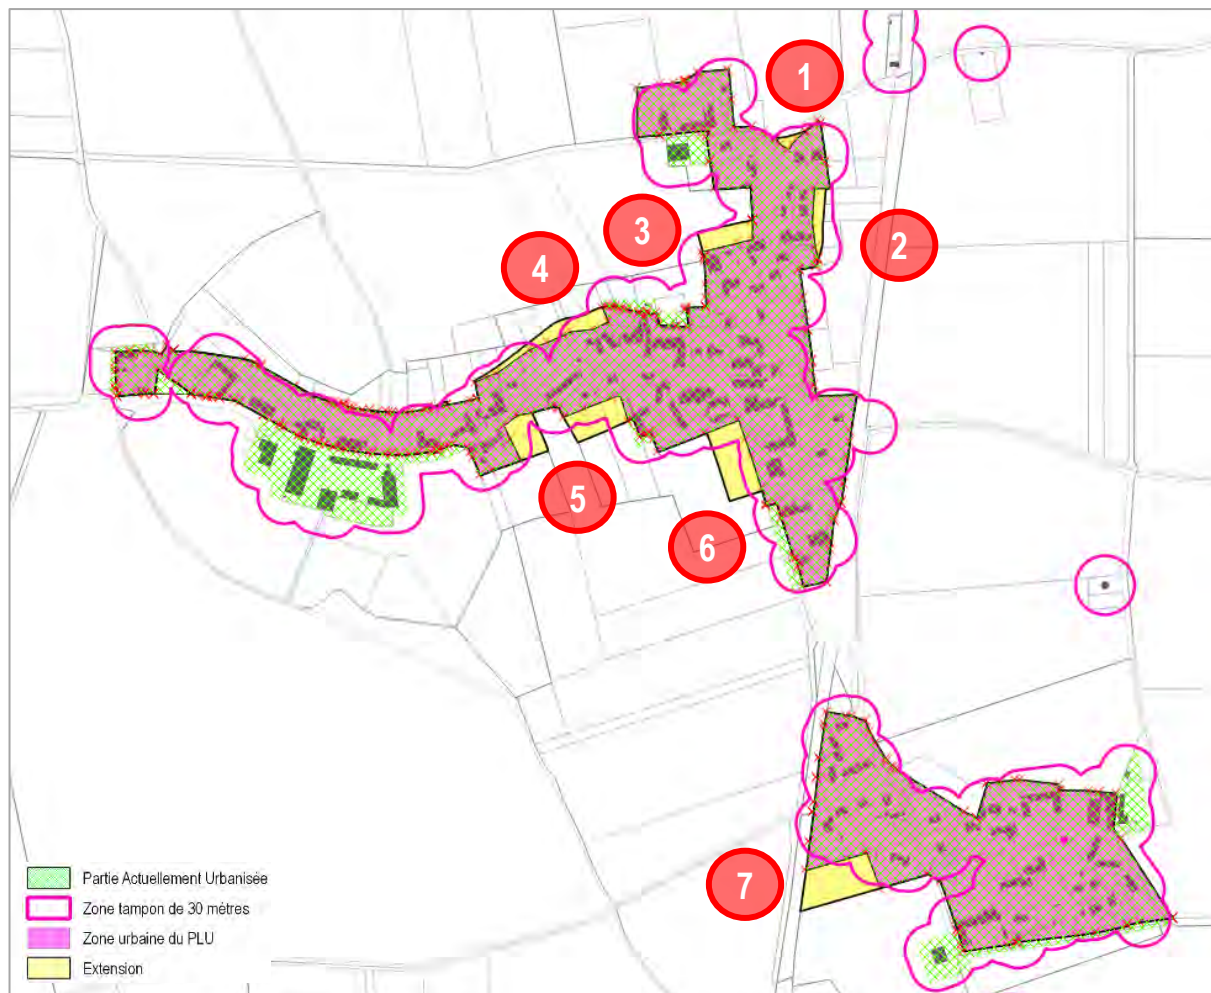 1
2
3
4
5
6
7
Partie Actuellement Urbanisée
Zone tampon de 30 mètres
Zone urbaine du PLU
Extension